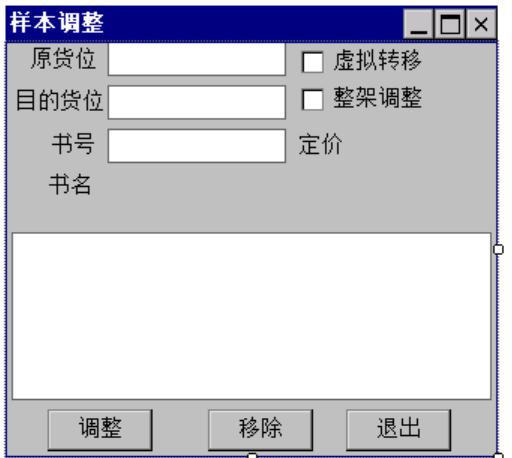 样本调整
原货位 虚拟转移
目的货位 整架调整
书号 定价
书名
调整 移除 退出